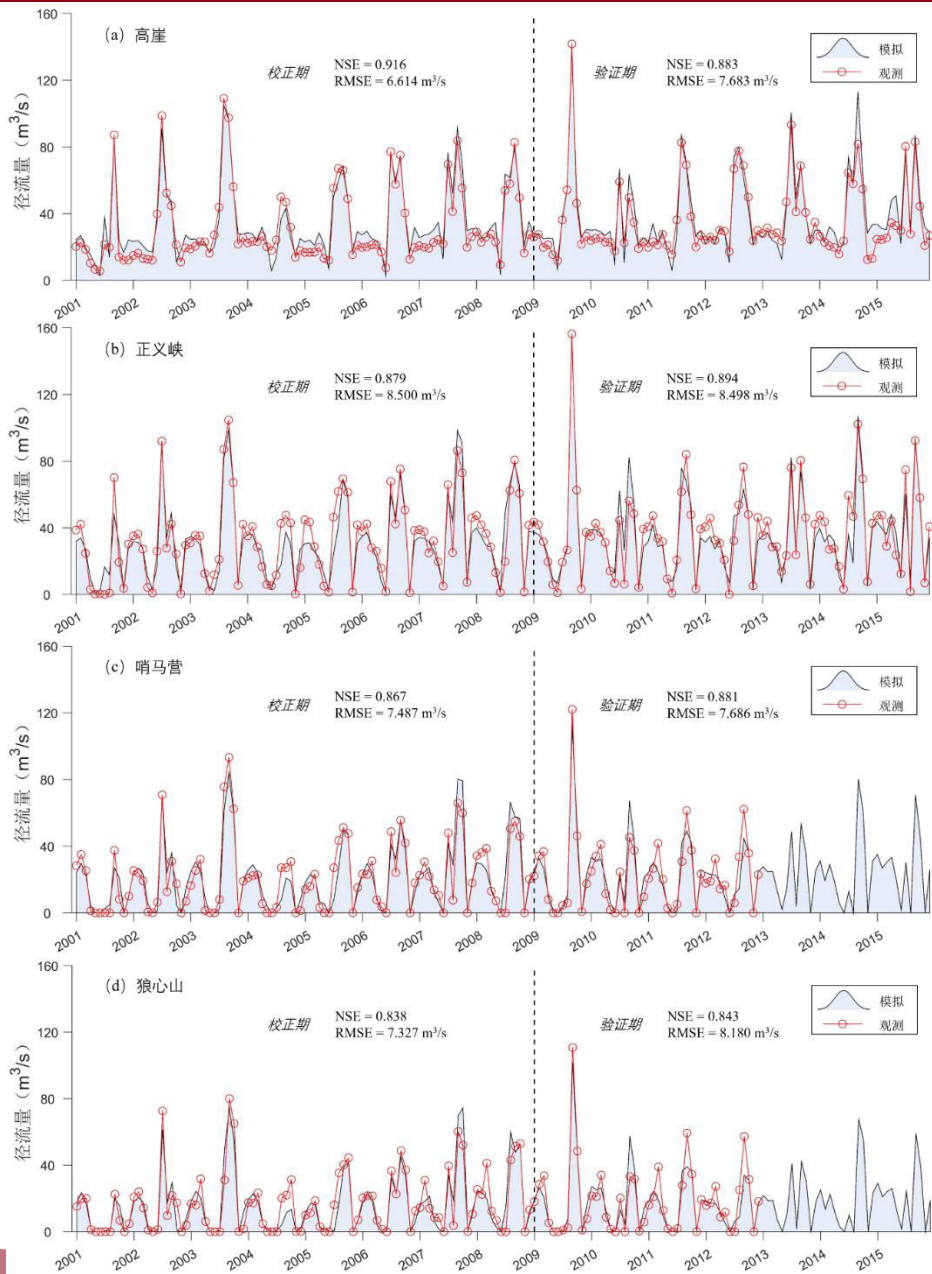 160
(a) 高崖
校正期
NSE = 0.916
RMSE = 6.614 m³/s
验证期
NSE = 0.883
RMSE = 7.683 m³/s
模拟
观测
径流量（m³/s）
120
80
40
0
2001 2002 2003 2004 2005 2006 2007 2008 2009 2010 2011 2012 2013 2014 2015
160
(b) 正义峡
校正期
NSE = 0.879
RMSE = 8.500 m³/s
验证期
NSE = 0.894
RMSE = 8.498 m³/s
模拟
观测
径流量（m³/s）
120
80
40
0
2001 2002 2003 2004 2005 2006 2007 2008 2009 2010 2011 2012 2013 2014 2015
160
(c) 哨马营
校正期
NSE = 0.867
RMSE = 7.487 m³/s
验证期
NSE = 0.881
RMSE = 7.686 m³/s
模拟
观测
径流量（m³/s）
120
80
40
0
2001 2002 2003 2004 2005 2006 2007 2008 2009 2010 2011 2012 2013 2014 2015
160
(d) 狼心山
校正期
NSE = 0.838
RMSE = 7.327 m³/s
验证期
NSE = 0.843
RMSE = 8.180 m³/s
模拟
观测
径流量（m³/s）
120
80
40
0
2001 2002 2003 2004 2005 2006 2007 2008 2009 2010 2011 2012 2013 2014 2015